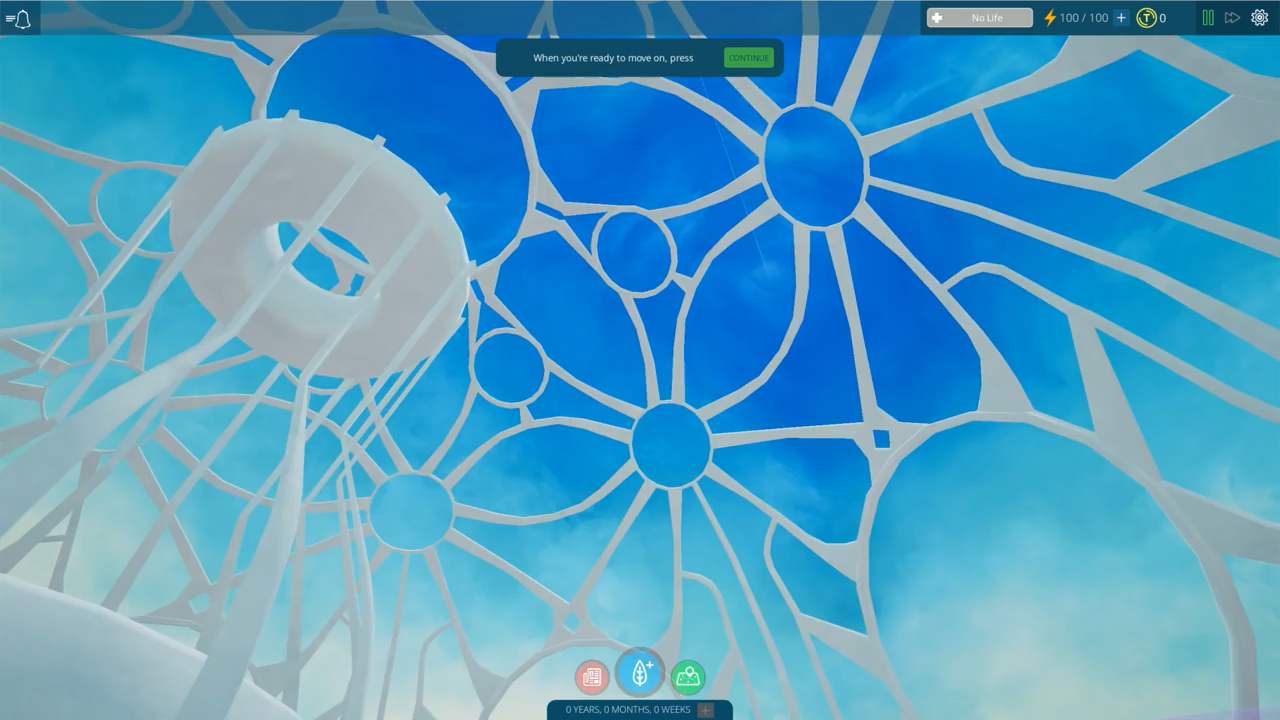 No Life
100 / 100
+
T 0
When you're ready to move on, press CONTINUE
0 YEARS, 0 MONTHS, 0 WEEKS +